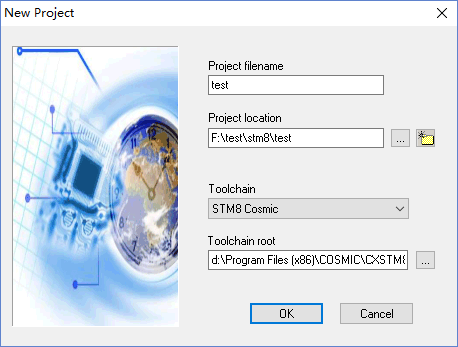 New Project
Project filename
test
Project location
F:\test\stm8\test
...
Toolchain
STM8 Cosmic
Toolchain root
d:\Program Files (x86)\COSMIC\CXSTM8
...
OK
Cancel